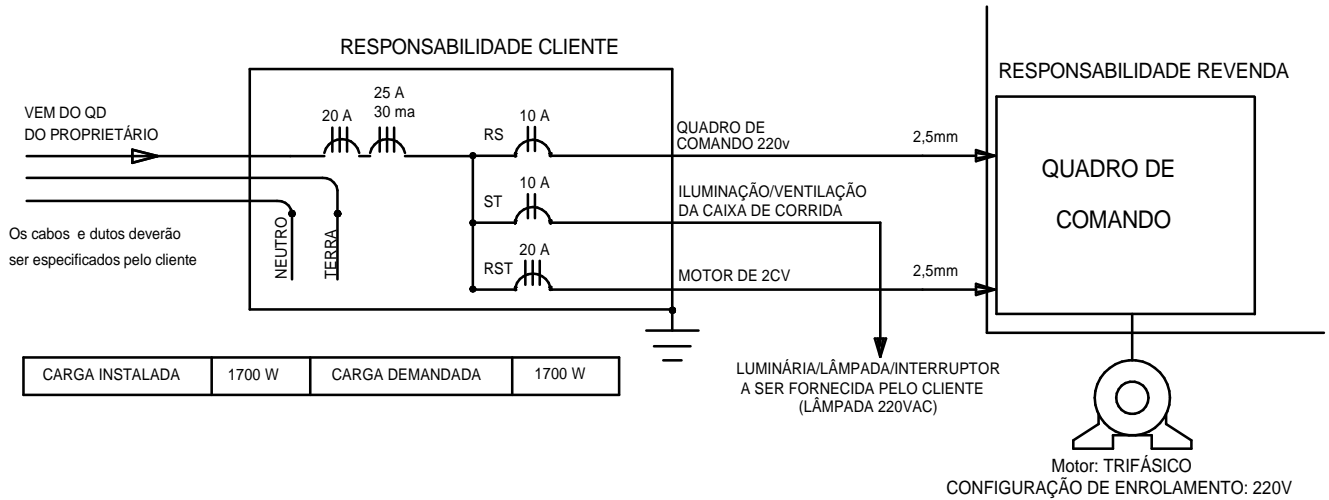 RESPONSABILIDADE CLIENTE
RESPONSABILIDADE REVENDA
VEM DO QD
DO PROPRIETÁRIO
20 A
25 A
30 ma
RS
10 A
QUADRO DE
COMANDO 220v
2,5mm
QUADRO DE
COMANDO
ST
10 A
ILUMINAÇÃO/VENTILAÇÃO
DA CAIXA DE CORRIDA
Os cabos e dutos deverão
ser especificados pelo cliente
NEUTRO
TERRA
RST
20 A
MOTOR DE 2CV
2,5mm
CARGA INSTALADA
1700 W
CARGA DEMANDADA
1700 W
LUMINÁRIA/LÂMPADA/INTERRUPTOR
A SER FORNECIDA PELO CLIENTE
(LÂMPADA 220VAC)
Motor: TRIFÁSICO
CONFIGURAÇÃO DE ENROLAMENTO: 220V